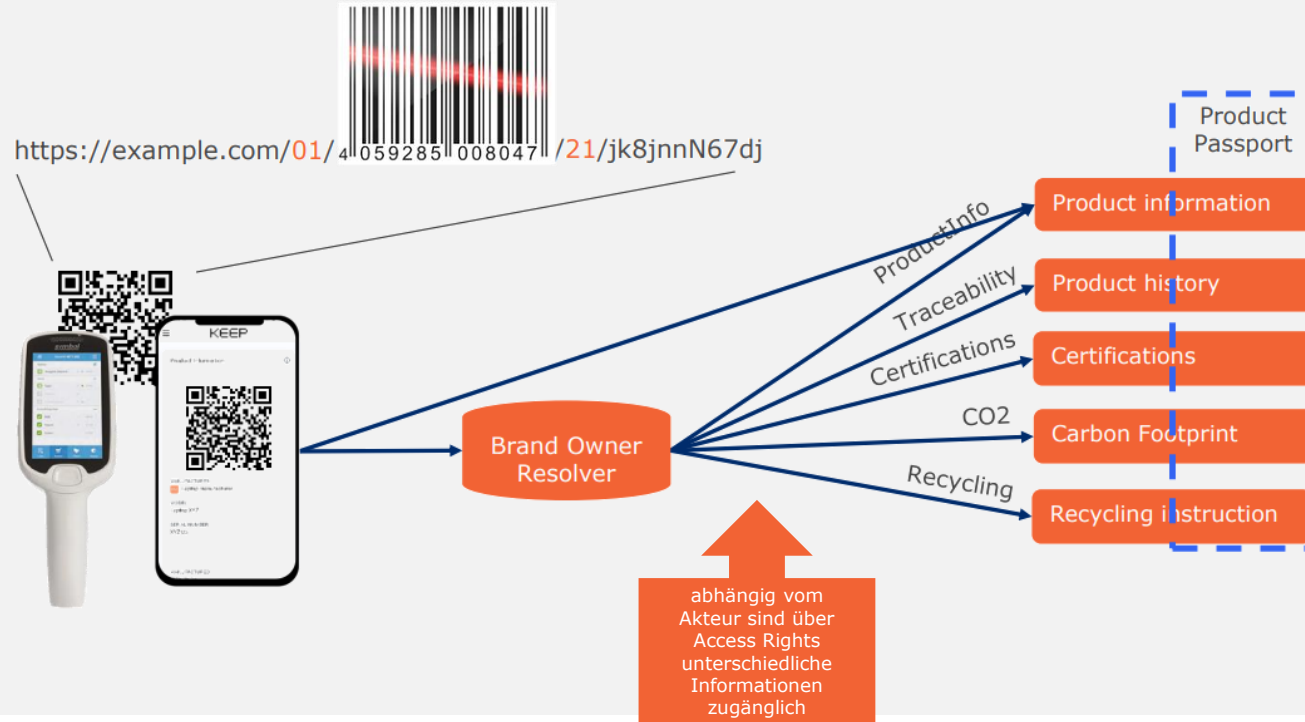 https://example.com/01/
4 059285 008047
/21/jk8jnnN67dj
Product
Passport
Product information
Product history
Certifications
Carbon Footprint
Recycling instruction
ProductInfo
Traceability
Certifications
CO2
Recycling
KEEP
Brand Owner
Resolver
abhängig vom
Akteur sind über
Access Rights
unterschiedliche
Informationen
zugänglich